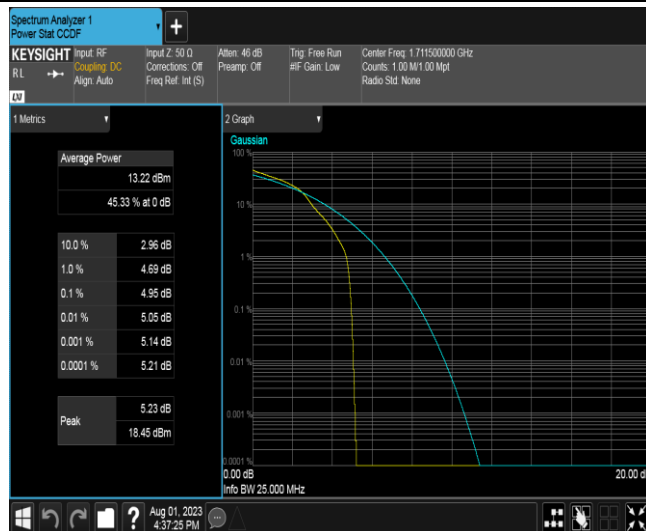 Spectrum Analyzer 1
Power Stat CCDF
+
KEYSIGHT
RL
LXI
Input: RF
Coupling: DC
Align: Auto
Input Z: 50 Ω
Corrections: Off
Freq Ref: Int (S)
Atten: 46 dB
Preamp: Off
Trig: Free Run
#IF Gain: Low
Center Freq: 1.711500000 GHz
Counts: 1.00 M/1.00 Mpt
Radio Std: None
1 Metrics
Average Power
13.22 dBm
45.33 % at 0 dB
10.0 % 2.96 dB
1.0 % 4.69 dB
0.1 % 4.95 dB
0.01 % 5.05 dB
0.001 % 5.14 dB
0.0001 % 5.21 dB
Peak
5.23 dB
18.45 dBm
2 Graph
Gaussian
100 %
10 %
1 %
0.1 %
0.01 %
0.001 %
0.0001 %
0.00 dB
20.00 d
Info BW 25.000 MHz
?
Aug 01, 2023
4:37:25 PM